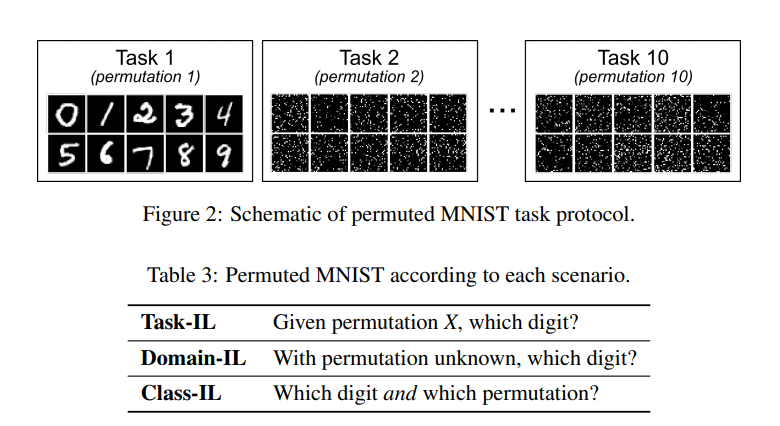 Task 1
(permutation 1)
Task 2
(permutation 2)
...
Task 10
(permutation 10)
0 1 2 3 4
5 6 7 8 9
Figure 2: Schematic of permuted MNIST task protocol.
Table 3: Permuted MNIST according to each scenario.
Task-IL Given permutation X, which digit?
Domain-IL With permutation unknown, which digit?
Class-IL Which digit and which permutation?